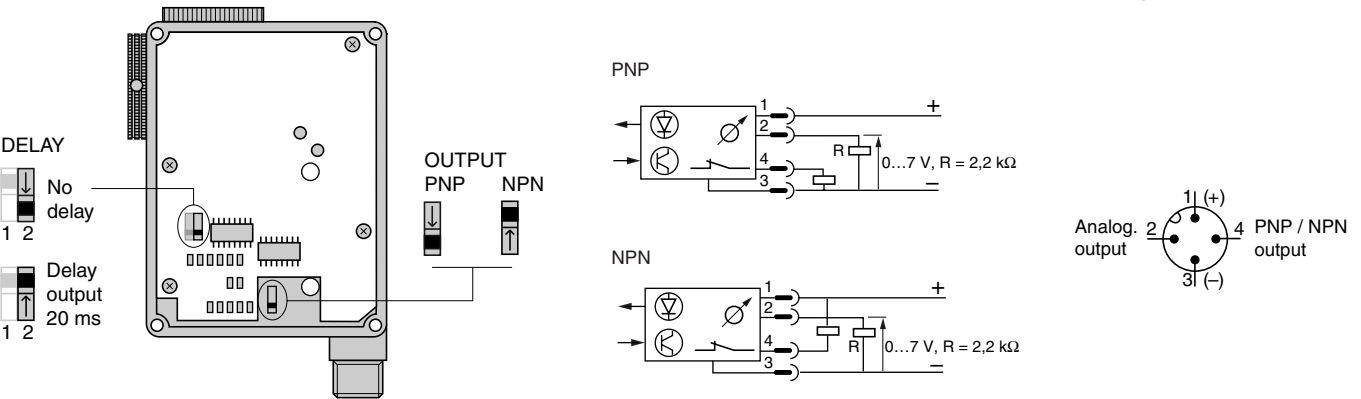 DELAY
No
delay
1 2
Delay
output
20 ms
1 2
OUTPUT
PNP NPN
PNP
1
+
2
R
0...7 V, R = 2,2 kΩ
4
3
–
NPN
1
+
2
R
0...7 V, R = 2,2 kΩ
4
3
–
1 (+)
Analog. 2
output
4 PNP / NPN
output
3 (–)